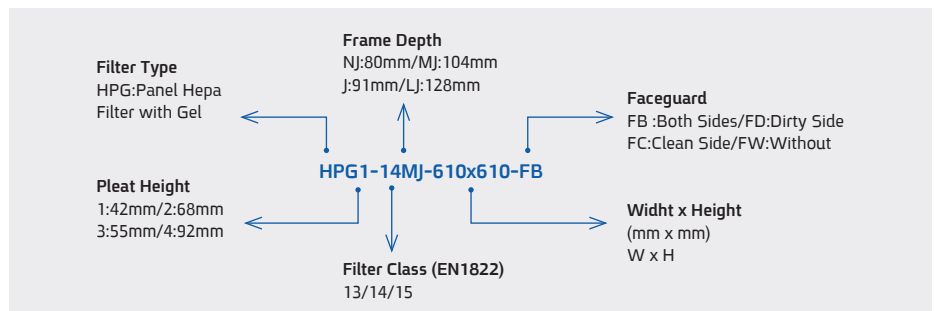 Frame Depth
NJ:80mm/MJ:104mm
J:91mm/LJ:128mm
Filter Type
HPG:Panel Hepa
Filter with Gel
Faceguard
FB :Both Sides/FD:Dirty Side
FC:Clean Side/FW:Without
HPG1-14MJ-610x610-FB
Pleat Height
1:42mm/2:68mm
3:55mm/4:92mm
Widht x Height
(mm x mm)
W x H
Filter Class (EN1822)
13/14/15